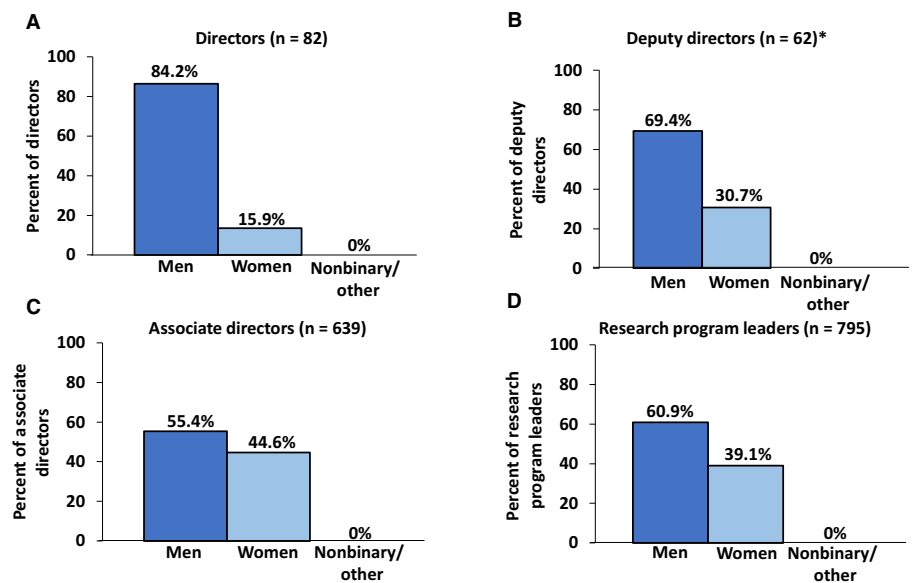 A
Directors (n = 82)
Percent of directors
100
80
60
40
20
0
84.2%
15.9%
0%
Men
Women
Nonbinary/
other
B
Deputy directors (n = 62)*
Percent of deputy
directors
100
80
60
40
20
0
69.4%
30.7%
0%
Men
Women
Nonbinary/
other
C
Associate directors (n = 639)
Percent of associate
directors
100
80
60
40
20
0
55.4%
44.6%
0%
Men
Women
Nonbinary/
other
D
Research program leaders (n = 795)
Percent of research
program leaders
100
80
60
40
20
0
60.9%
39.1%
0%
Men
Women
Nonbinary/
other